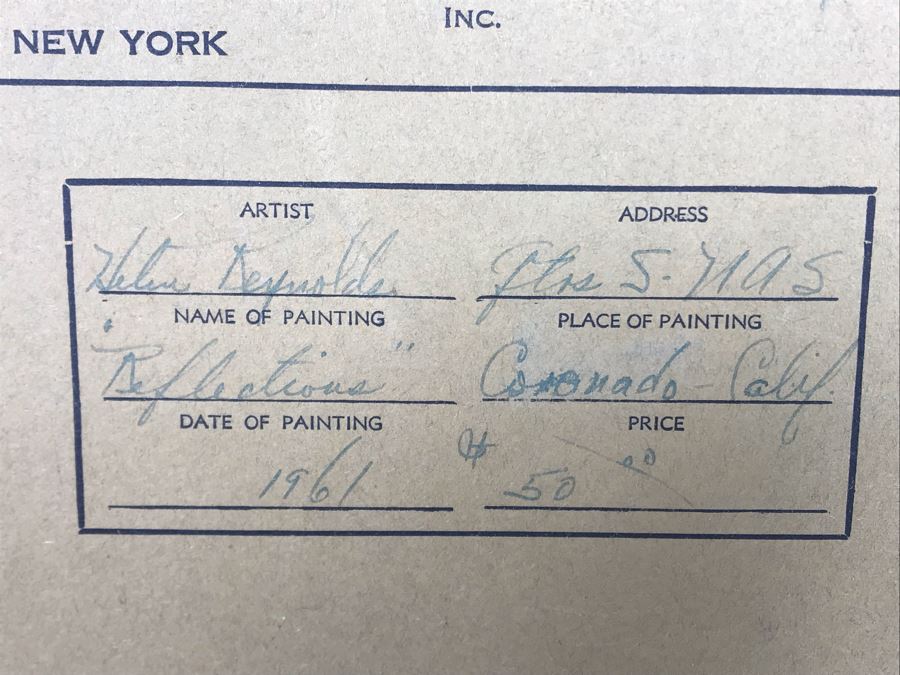 INC.
NEW YORK
ARTIST ADDRESS
Reynolds S. NAS
NAME OF PAINTING PLACE OF PAINTING
"Reflections" Coronado - Calif.
DATE OF PAINTING PRICE
1961 $ 50 00